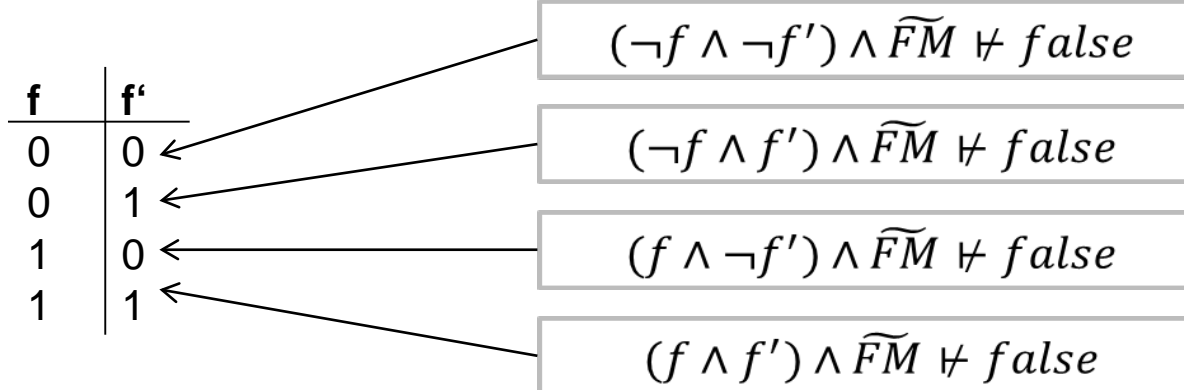 f f‘
0 0
0 1
1 0
1 1
(¬f ∧ ¬f′) ∧ F͠M ⊬ false
(¬f ∧ f′) ∧ F͠M ⊬ false
(f ∧ ¬f′) ∧ F͠M ⊬ false
(f ∧ f′) ∧ F͠M ⊬ false